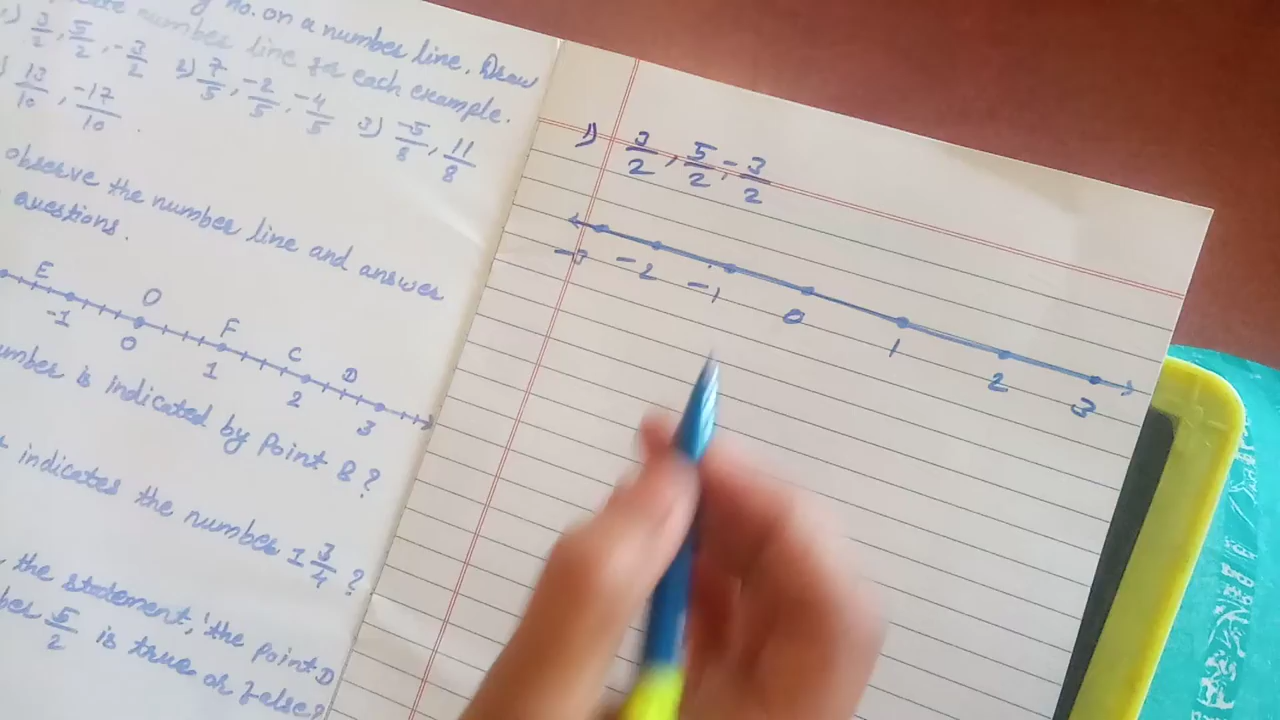 no. on a number line. Draw
number line for each example.
1) 3/2, 5/2, -3/2 2) 7/5, -2/5, -4/5 3) -5/8, 11/8
13/10, -17/10.
observe the number line and answer
questions.
E O F C D
-1 0 1 2 3
number is indicated by point B?
indicates the number 1 3/4?
the statement, 'the point D
5/2 is true or false?
1) 3/2, 5/2, -3/2
-3 -2 -1 0 1 2 3